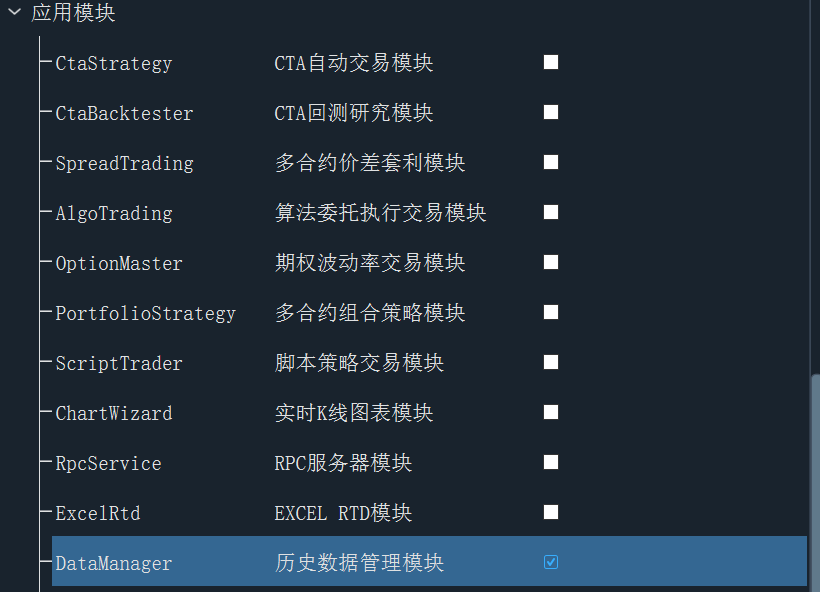 应用模块
CtaStrategy CTA自动交易模块
CtaBacktester CTA回测研究模块
SpreadTrading 多合约价差套利模块
AlgoTrading 算法委托执行交易模块
OptionMaster 期权波动率交易模块
PortfolioStrategy 多合约组合策略模块
ScriptTrader 脚本策略交易模块
ChartWizard 实时K线图表模块
RpcService RPC服务器模块
ExcelRtd EXCEL RTD模块
DataManager 历史数据管理模块